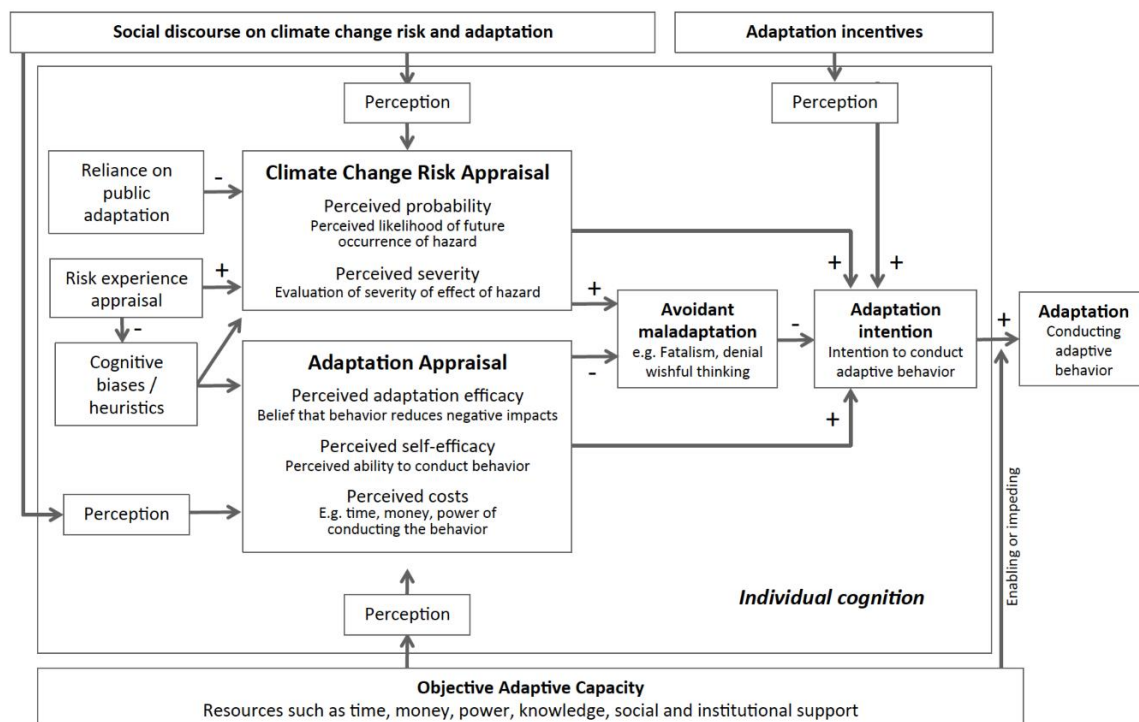 Social discourse on climate change risk and adaptation
Adaptation incentives
Perception
Perception
Reliance on
public
adaptation
-
Climate Change Risk Appraisal
Perceived probability
Perceived likelihood of future
occurrence of hazard
Perceived severity
Evaluation of severity of effect of hazard
Risk experience
appraisal
+
-
Cognitive
biases /
heuristics
Adaptation Appraisal
Perceived adaptation efficacy
Belief that behavior reduces negative impacts
Perceived self-efficacy
Perceived ability to conduct behavior
Perceived costs
E.g. time, money, power of
conducting the behavior
Perception
+
-
Avoidant
maladaptation
e.g. Fatalism, denial
wishful thinking
-
+
+
Adaptation
intention
Intention to conduct
adaptive behavior
+
+
Adaptation
Conducting
adaptive
behavior
Enabling or impeding
Individual cognition
Perception
Objective Adaptive Capacity
Resources such as time, money, power, knowledge, social and institutional support